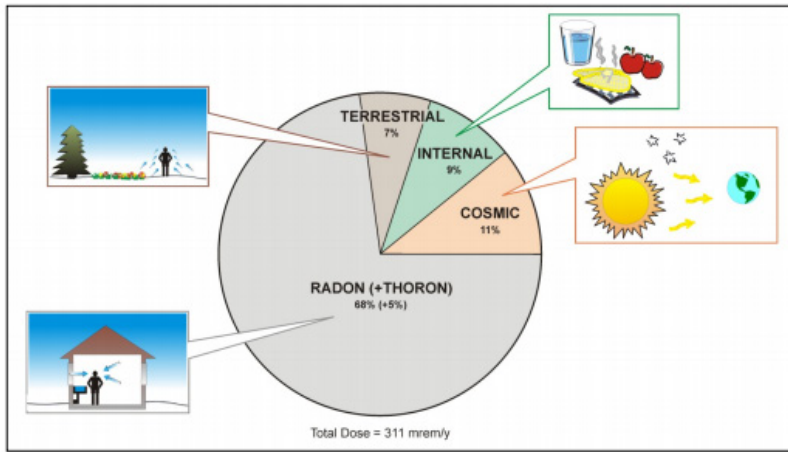 TERRESTRIAL
7%
INTERNAL
9%
COSMIC
11%
RADON (+THORON)
68% (+5%)
Total Dose = 311 mrem/y